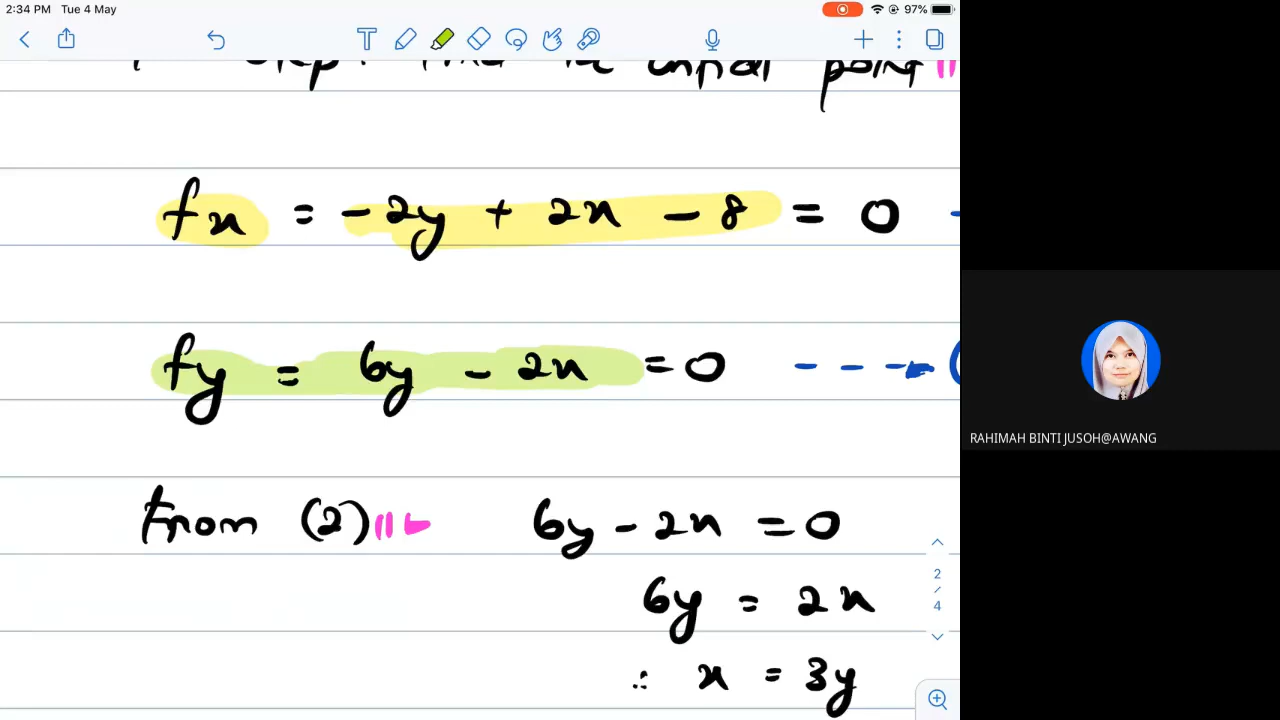 2:34 PM Tue 4 May 97%
point
fx = -2y + 2x - 8 = 0
fy = 6y - 2x = 0
From (2) 6y - 2x = 0
6y = 2x
∴ x = 3y
2
/
4
RAHIMAH BINTI JUSOH@AWANG